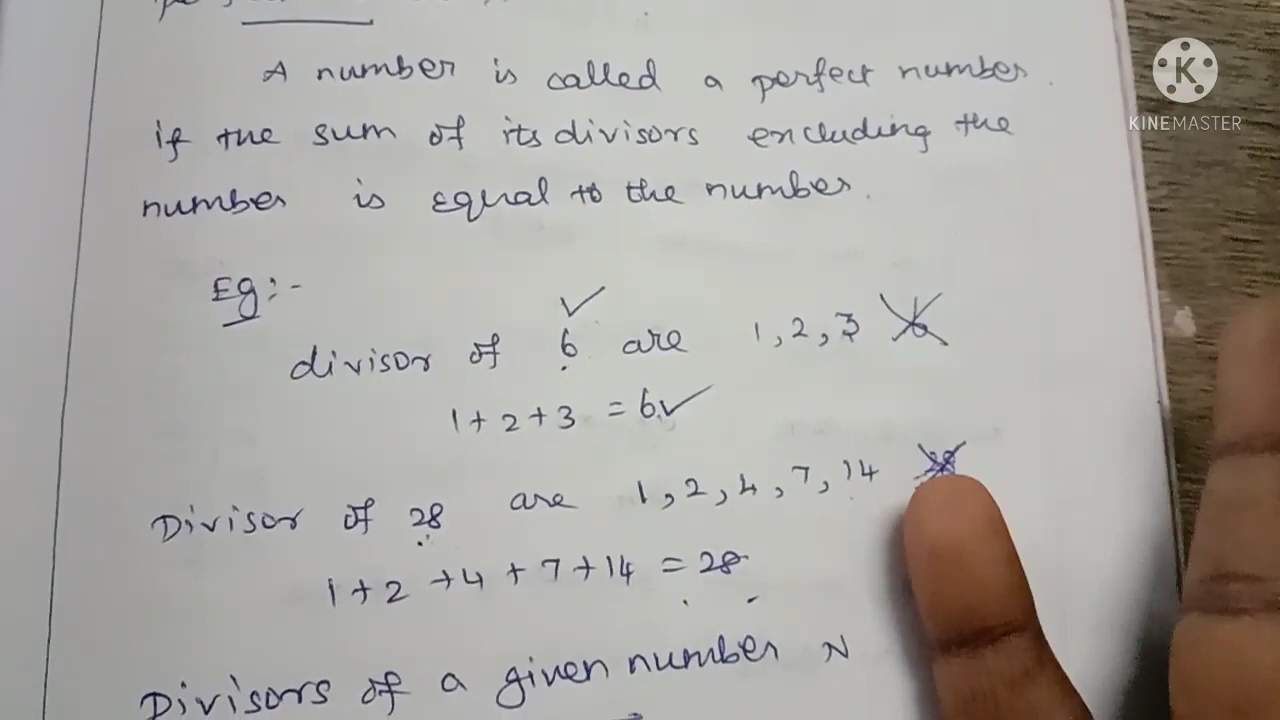 A number is called a perfect number
if the sum of its divisors excluding the
number is equal to the number.
Eg:-
divisor of 6 are 1, 2, 3 6
1 + 2 + 3 = 6
Divisor of 28 are 1, 2, 4, 7, 14 28
1 + 2 + 4 + 7 + 14 = 28
Divisors of a given number N
K
KINEMASTER